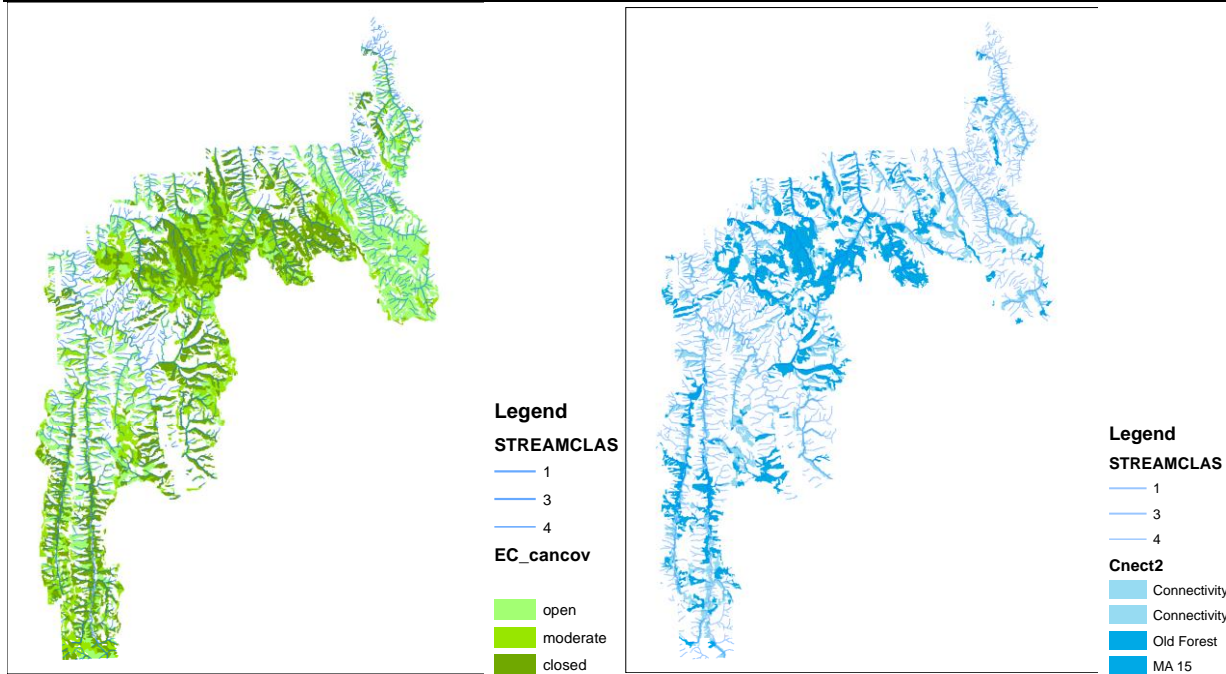 Legend
STREAMCLAS
1
3
4
EC_cancov
open
moderate
closed
Legend
STREAMCLAS
1
3
4
Cnect2
Connectivity
Connectivity
Old Forest
MA 15